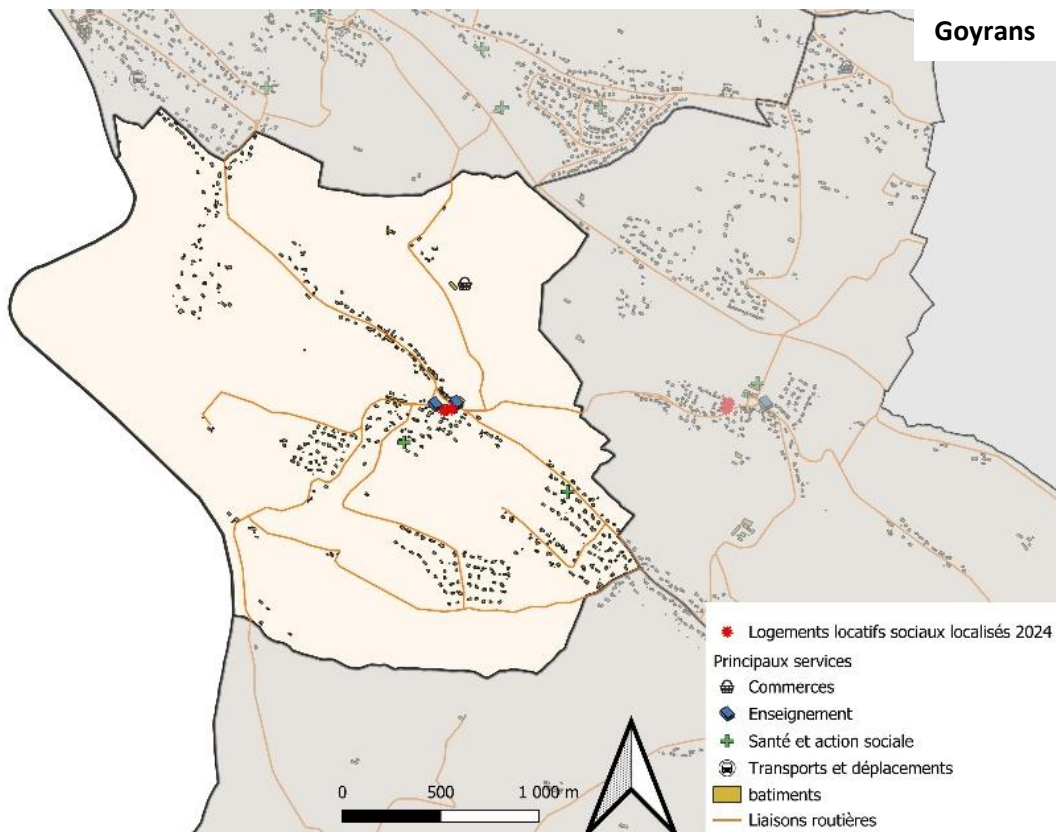 Goyrans
Logements locatifs sociaux localisés 2024
Principaux services
Commerces
Enseignement
Santé et action sociale
Transports et déplacements
batiments
Liaisons routières
0 500 1 000 m